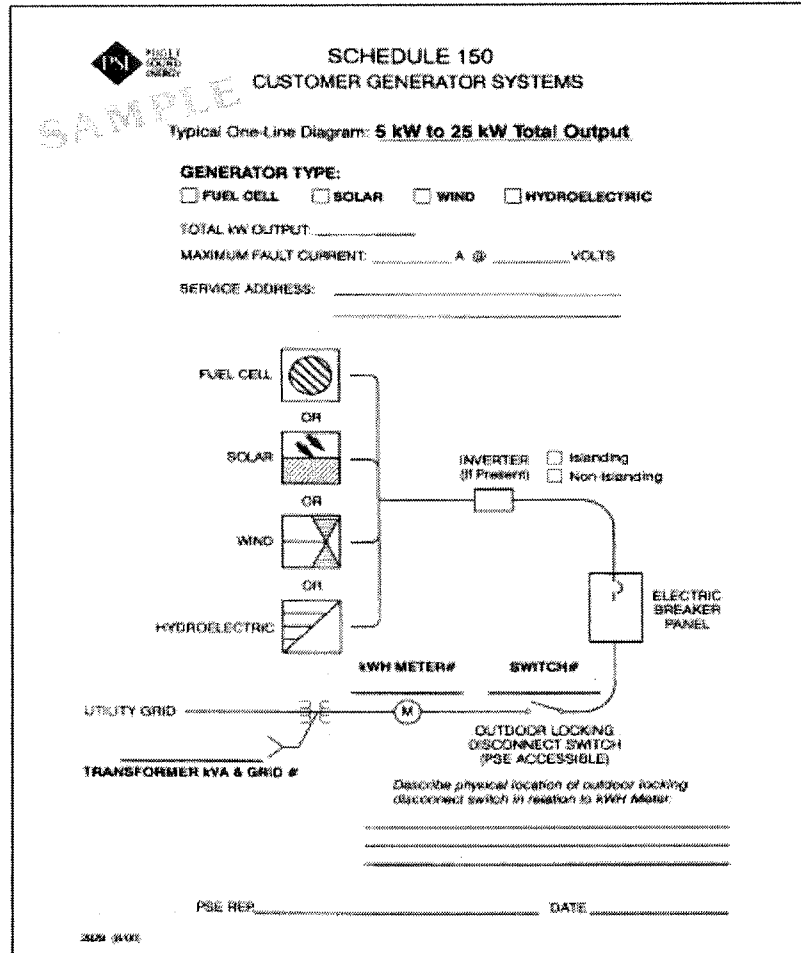 PSE PUGET SOUND ENERGY
SCHEDULE 150
CUSTOMER GENERATOR SYSTEMS
SAMPLE
Typical One-Line Diagram: 5 kW to 25 kW Total Output
GENERATOR TYPE:
FUEL CELL SOLAR WIND HYDROELECTRIC
TOTAL kW OUTPUT:
MAXIMUM FAULT CURRENT: A @ VOLTS
SERVICE ADDRESS:
FUEL CELL
OR
SOLAR
OR
WIND
OR
HYDROELECTRIC
INVERTER
(If Present)
Islanding
Non-Islanding
ELECTRIC
BREAKER
PANEL
kWH METER# SWITCH#
UTILITY GRID
M
OUTDOOR LOCKING
DISCONNECT SWITCH
(PSE ACCESSIBLE)
TRANSFORMER kVA & GRID #
Describe physical location of outdoor locking
disconnect switch in relation to kWH Meter:
PSE REP DATE